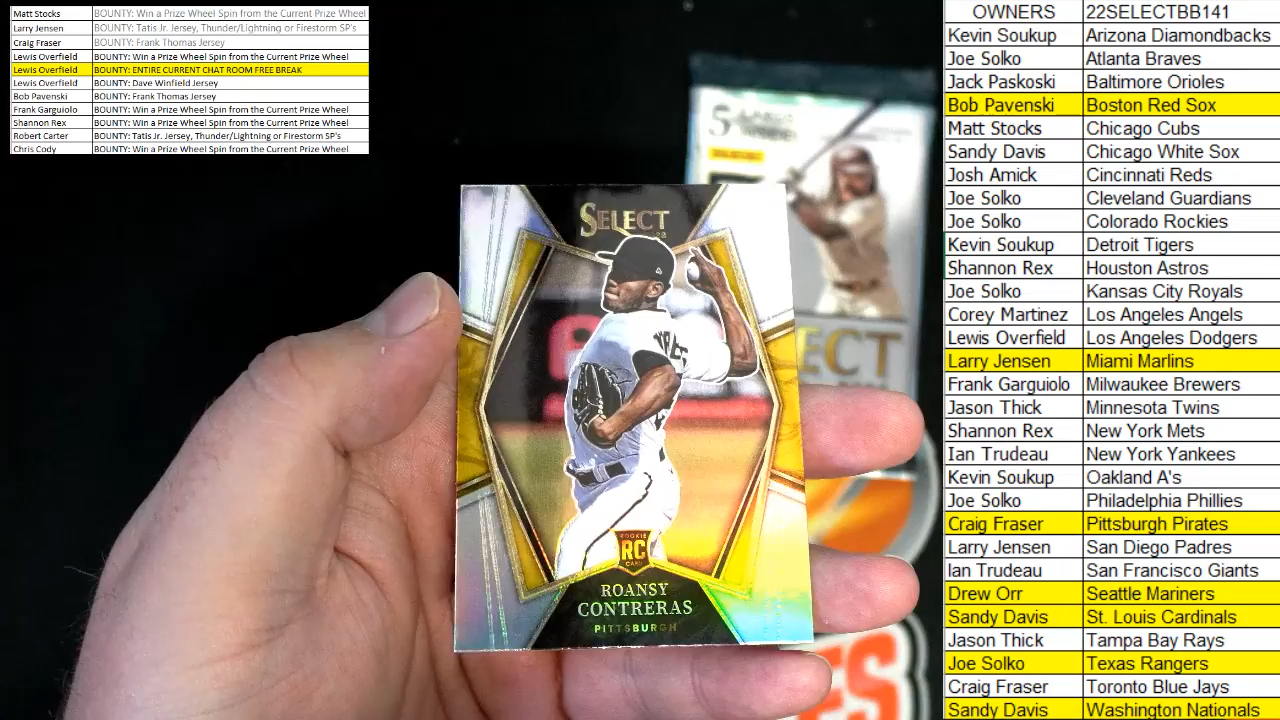 Matt Stocks BOUNTY: Win a Prize Wheel Spin from the Current Prize Wheel
Larry Jensen BOUNTY: Tatis Jr. Jersey, Thunder/Lightning or Firestorm SP's
Craig Fraser BOUNTY: Frank Thomas Jersey
Lewis Overfield BOUNTY: Win a Prize Wheel Spin from the Current Prize Wheel
Lewis Overfield BOUNTY: ENTIRE CURRENT CHAT ROOM FREE BREAK
Lewis Overfield BOUNTY: Dave Winfield Jersey
Bob Pavenski BOUNTY: Frank Thomas Jersey
Frank Garguiolo BOUNTY: Win a Prize Wheel Spin from the Current Prize Wheel
Shannon Rex BOUNTY: Win a Prize Wheel Spin from the Current Prize Wheel
Robert Carter BOUNTY: Tatis Jr. Jersey, Thunder/Lightning or Firestorm SP's
Chris Cody BOUNTY: Win a Prize Wheel Spin from the Current Prize Wheel
SELECT
ROOKIE
RC
CARD
ROANSY
CONTRERAS
PITTSBURGH
5
ECT
ES
OWNERS 22SELECTBB141
Kevin Soukup Arizona Diamondbacks
Joe Solko Atlanta Braves
Jack Paskoski Baltimore Orioles
Bob Pavenski Boston Red Sox
Matt Stocks Chicago Cubs
Sandy Davis Chicago White Sox
Josh Amick Cincinnati Reds
Joe Solko Cleveland Guardians
Joe Solko Colorado Rockies
Kevin Soukup Detroit Tigers
Shannon Rex Houston Astros
Joe Solko Kansas City Royals
Corey Martinez Los Angeles Angels
Lewis Overfield Los Angeles Dodgers
Larry Jensen Miami Marlins
Frank Garguiolo Milwaukee Brewers
Jason Thick Minnesota Twins
Shannon Rex New York Mets
Ian Trudeau New York Yankees
Kevin Soukup Oakland A's
Joe Solko Philadelphia Phillies
Craig Fraser Pittsburgh Pirates
Larry Jensen San Diego Padres
Ian Trudeau San Francisco Giants
Drew Orr Seattle Mariners
Sandy Davis St. Louis Cardinals
Jason Thick Tampa Bay Rays
Joe Solko Texas Rangers
Craig Fraser Toronto Blue Jays
Sandy Davis Washington Nationals